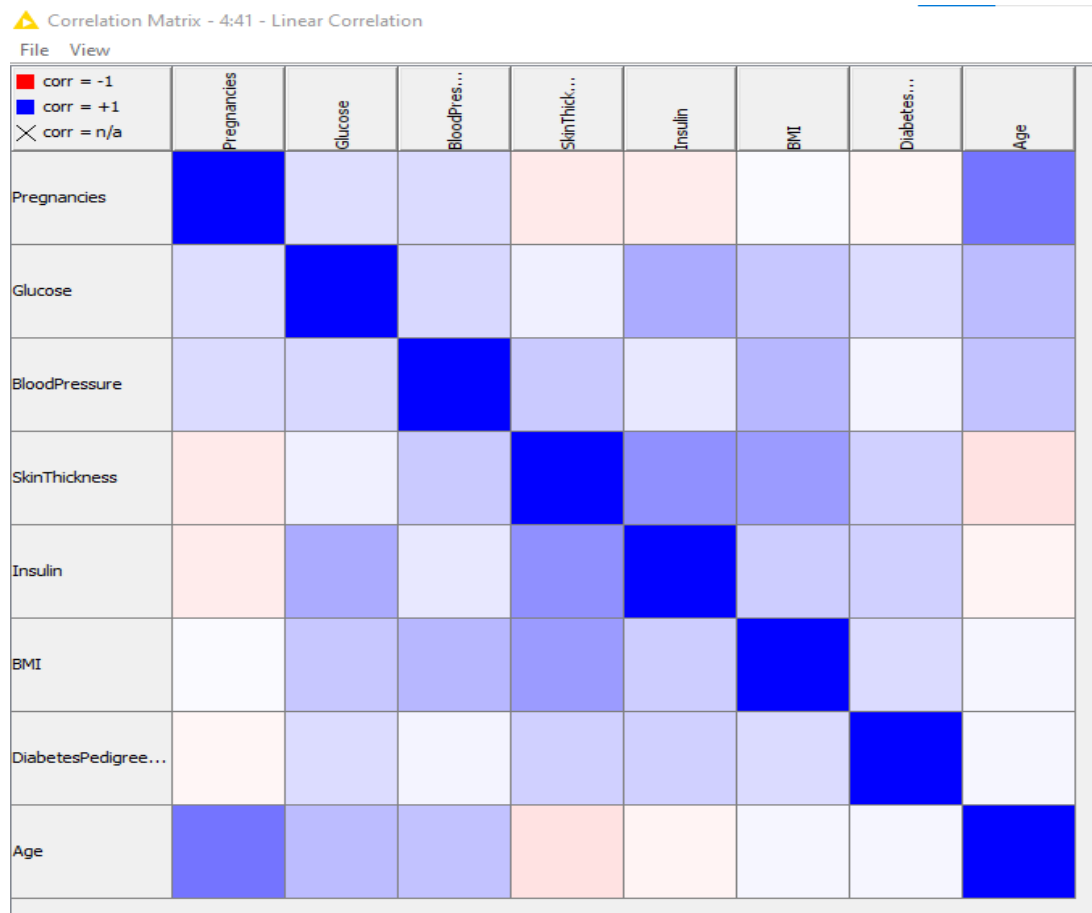 Correlation Matrix - 4:41 - Linear Correlation
File View
corr = -1
corr = +1
corr = n/a
Pregnancies
Glucose
BloodPres...
SkinThick...
Insulin
BMI
Diabetes...
Age
Pregnancies
Glucose
BloodPressure
SkinThickness
Insulin
BMI
DiabetesPedigree...
Age